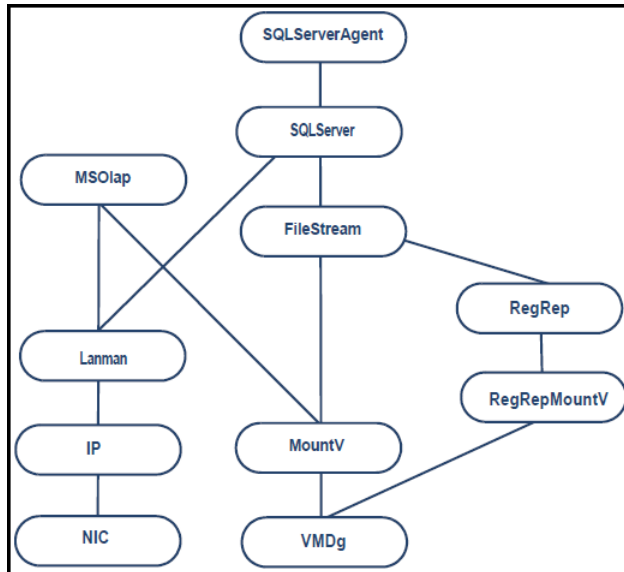 SQLServerAgent
SQLServer
MSOlap
FileStream
RegRep
Lanman
RegRepMountV
IP
MountV
NIC
VMDg